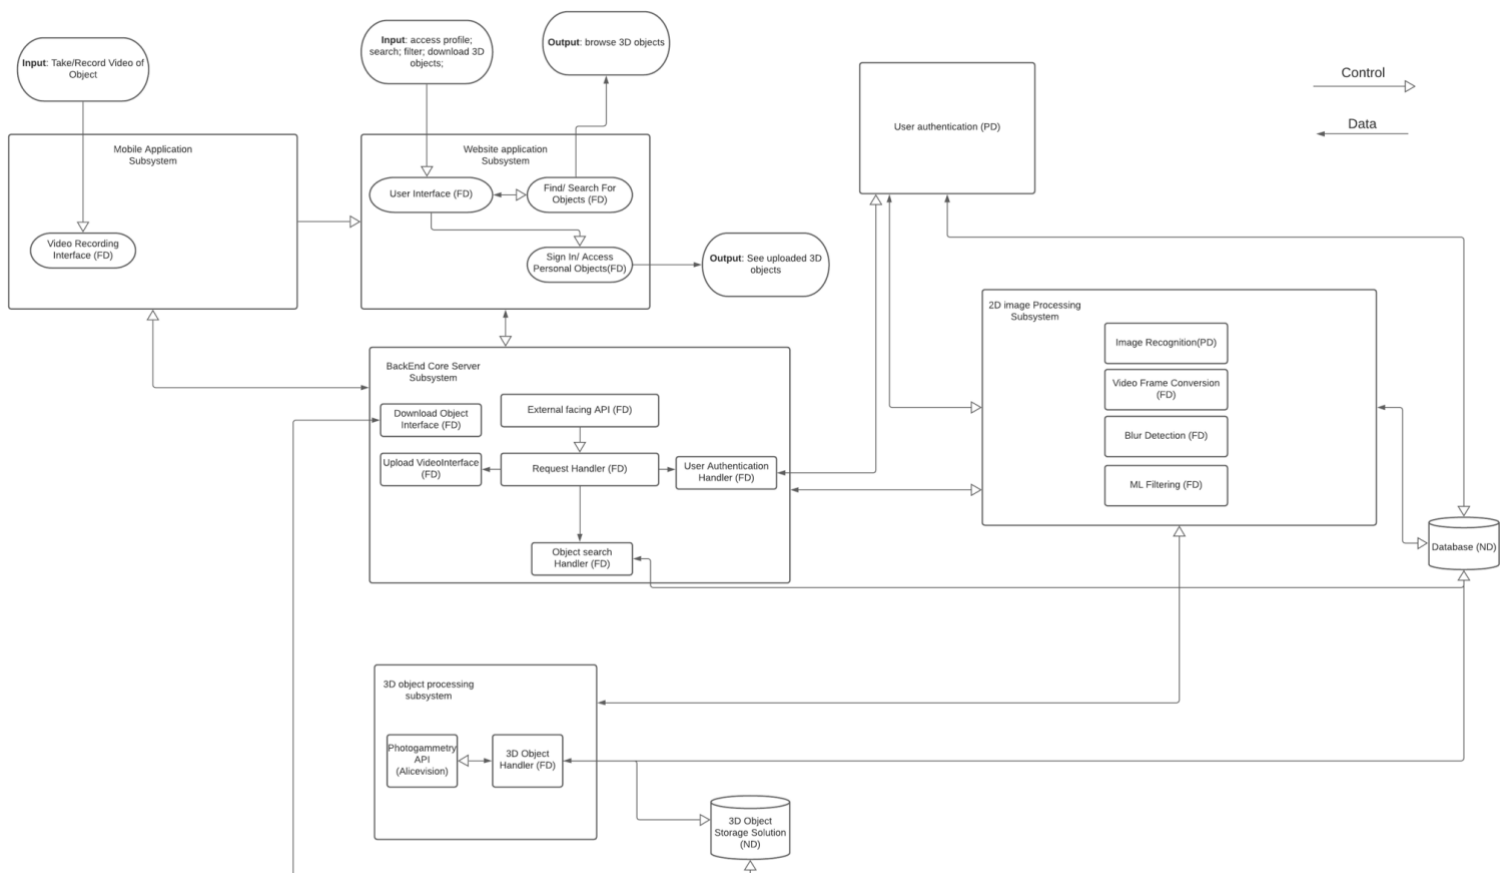 Input: Take/Record Video of
Object
Input: access profile;
search; filter; download 3D
objects;
Output: browse 3D objects
Control
Data
User authentication (PD)
Mobile Application
Subsystem
Video Recording
Interface (FD)
Website application
Subsystem
User Interface (FD)
Find/ Search For
Objects (FD)
Sign In/ Access
Personal Objects(FD)
Output: See uploaded 3D
objects
2D image Processing
Subsystem
Image Recognition(PD)
Video Frame Conversion
(FD)
Blur Detection (FD)
ML Filtering (FD)
BackEnd Core Server
Subsystem
Download Object
Interface (FD)
External facing API (FD)
Upload VideoInterface
(FD)
Request Handler (FD)
User Authentication
Handler (FD)
Object search
Handler (FD)
Database (ND)
3D object processing
subsystem
Photogammetry
API
(Alicevision)
3D Object
Handler (FD)
3D Object
Storage Solution
(ND)